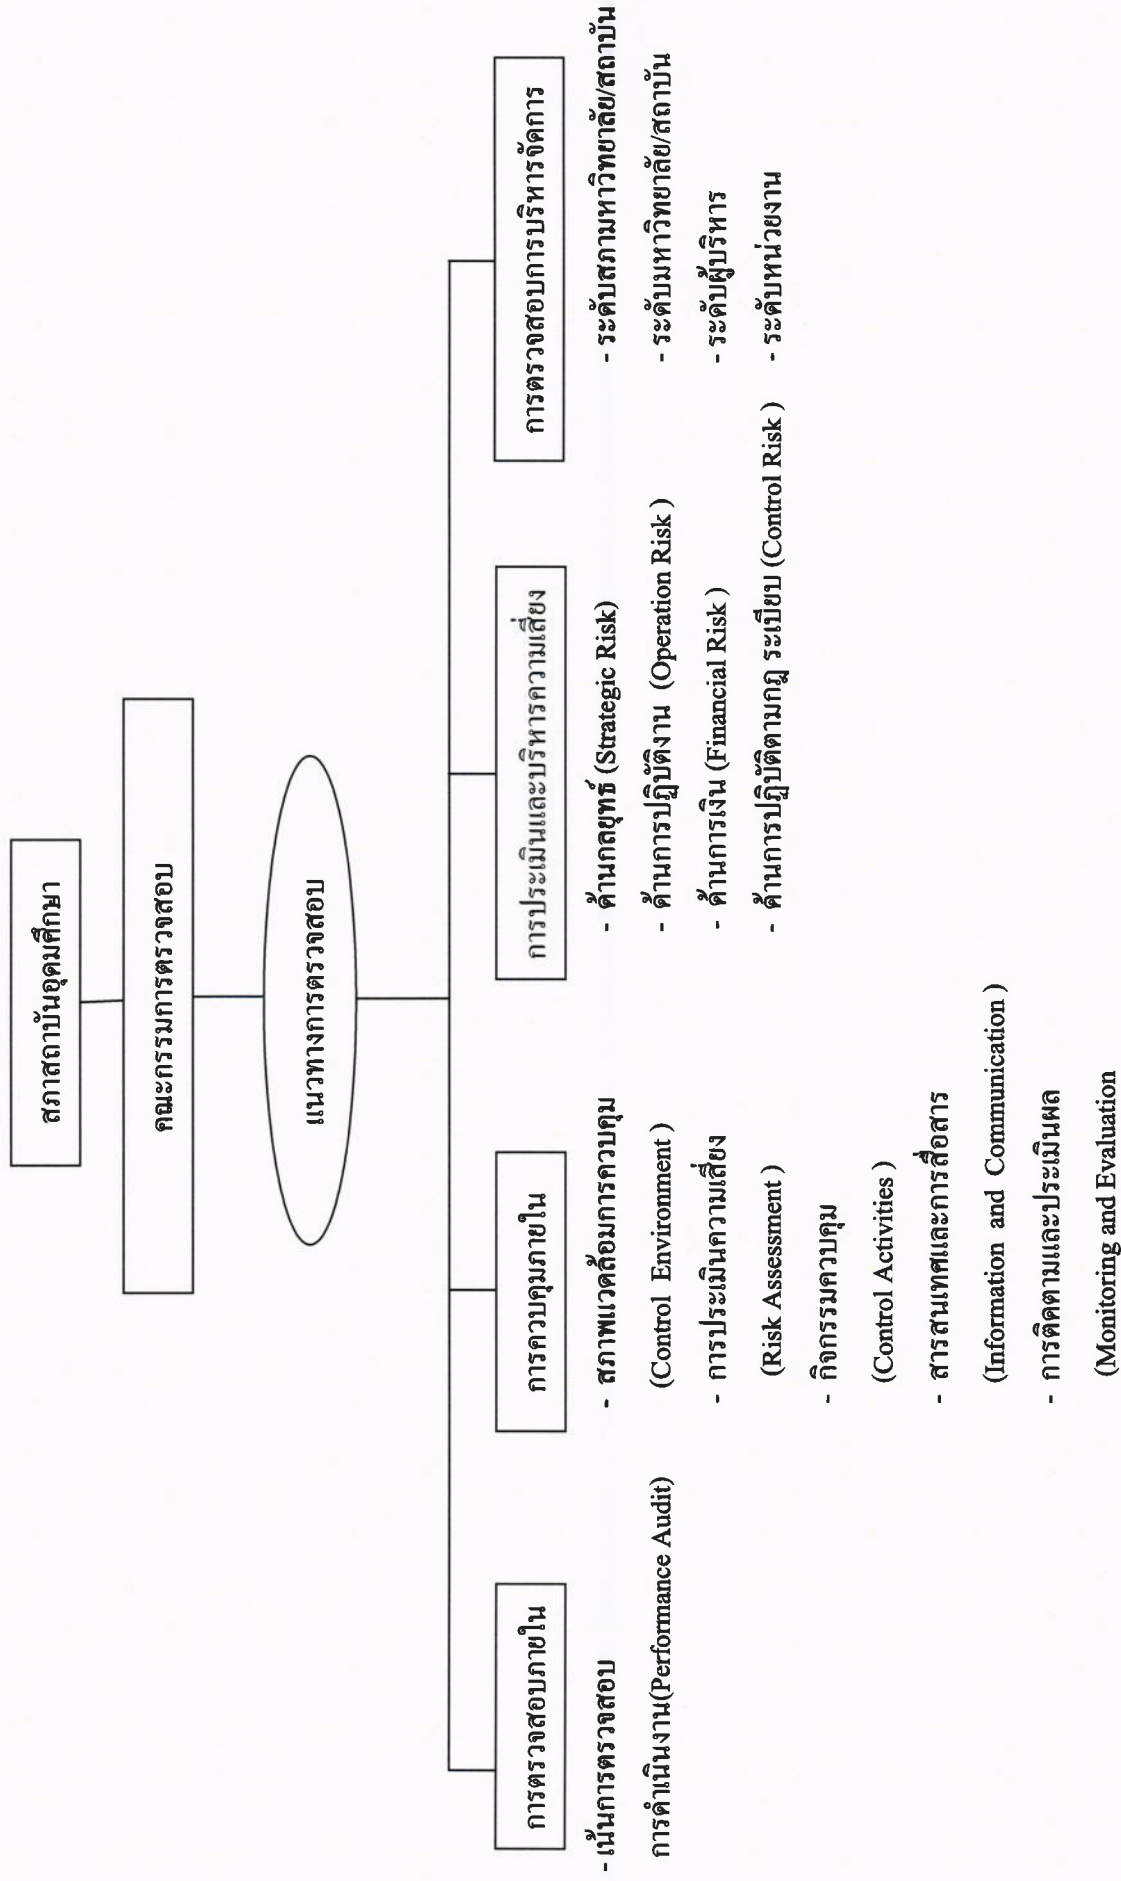 สภาสถาบันอุดมศึกษา
คณะกรรมการตรวจสอบ
แนวทางการตรวจสอบ
การตรวจสอบภายใน
- เน้นการตรวจสอบ
การดำเนินงาน(Performance Audit)
การควบคุมภายใน
- สภาพแวดล้อมการควบคุม
(Control Environment )
- การประเมินความเสี่ยง
(Risk Assessment )
- กิจกรรมควบคุม
(Control Activities )
- สารสนเทศและการสื่อสาร
(Information and Communication )
- การติดตามและประเมินผล
(Monitoring and Evaluation
การประเมินและบริหารความเสี่ยง
- ด้านกลยุทธ์ (Strategic Risk)
- ด้านการปฏิบัติงาน (Operation Risk )
- ด้านการเงิน (Financial Risk )
- ด้านการปฏิบัติตามกฎ ระเบียบ (Control Risk )
การตรวจสอบการบริหารจัดการ
- ระดับสภามหาวิทยาลัย/สถาบัน
- ระดับมหาวิทยาลัย/สถาบัน
- ระดับผู้บริหาร
- ระดับหน่วยงาน